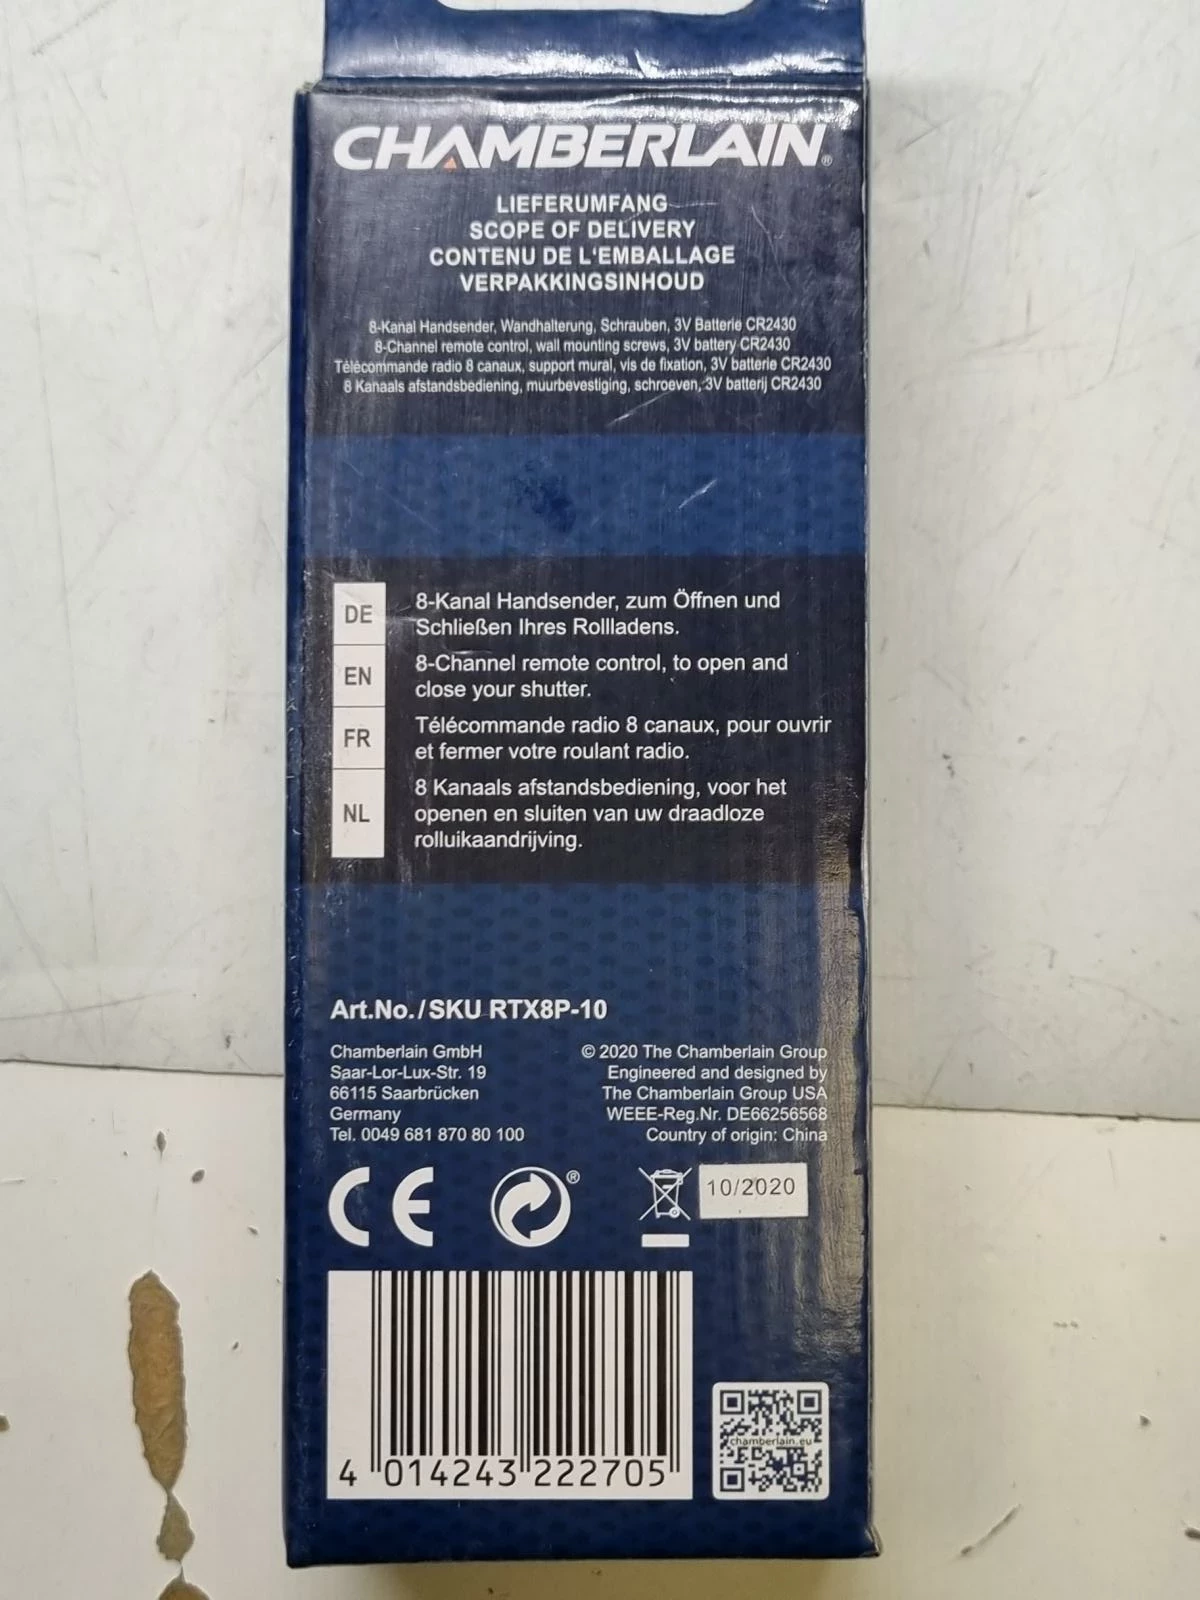 CHAMBERLAIN®
LIEFERUMFANG
SCOPE OF DELIVERY
CONTENU DE L'EMBALLAGE
VERPAKKINGSINHOUD
8-Kanal Handsender, Wandhalterung, Schrauben, 3V Batterie CR2430
8-Channel remote control, wall mounting screws, 3V battery CR2430
Télécommande radio 8 canaux, support mural, vis de fixation, 3V batterie CR2430
8 Kanaals afstandsbediening, muurbevestiging, schroeven, 3V batterij CR2430
DE
8-Kanal Handsender, zum Öffnen und
Schließen Ihres Rollladens.
EN
8-Channel remote control, to open and
close your shutter.
FR
Télécommande radio 8 canaux, pour ouvrir
et fermer votre roulant radio.
NL
8 Kanaals afstandsbediening, voor het
openen en sluiten van uw draadloze
rolluikaandrijving.
Art.No./SKU RTX8P-10
Chamberlain GmbH
Saar-Lor-Lux-Str. 19
66115 Saarbrücken
Germany
Tel. 0049 681 870 80 100
© 2020 The Chamberlain Group
Engineered and designed by
The Chamberlain Group USA
WEEE-Reg.Nr. DE66256568
Country of origin: China
CE
®
10/2020
4 014243 222705
chamberlain.eu